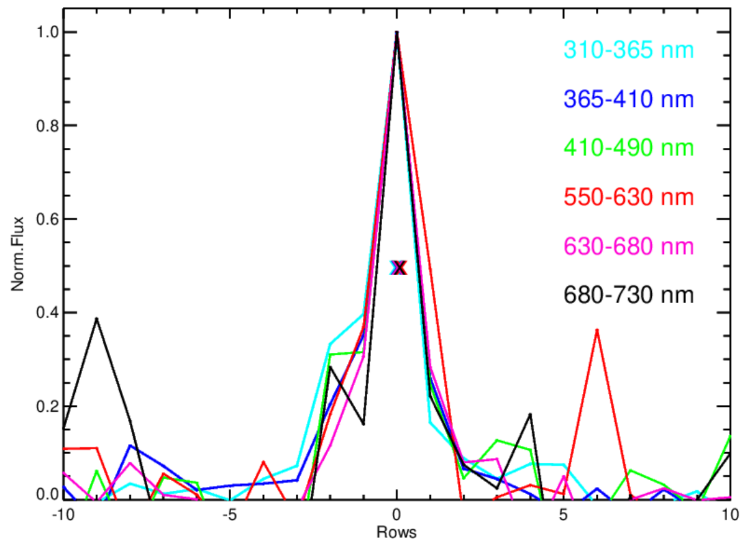 1.0
0.8
0.6
0.4
0.2
0.0
Norm.Flux
310-365 nm
365-410 nm
410-490 nm
550-630 nm
630-680 nm
680-730 nm
X
-10 -5 0 5 10
Rows